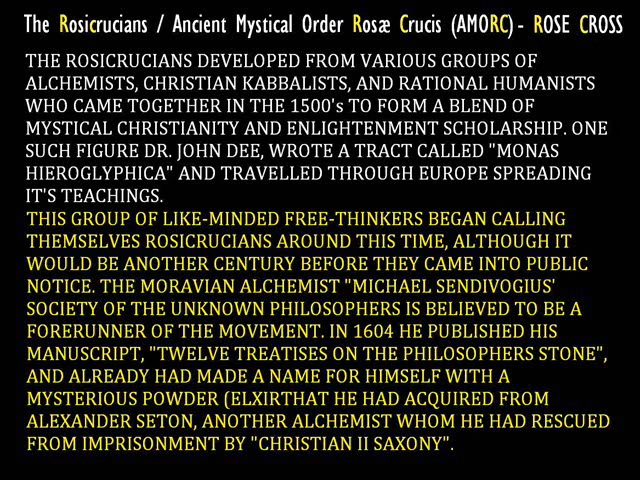 The Rosicrucians / Ancient Mystical Order Rosæ Crucis (AMORC) - ROSE CROSS
THE ROSICRUCIANS DEVELOPED FROM VARIOUS GROUPS OF
ALCHEMISTS, CHRISTIAN KABBALISTS, AND RATIONAL HUMANISTS
WHO CAME TOGETHER IN THE 1500's TO FORM A BLEND OF
MYSTICAL CHRISTIANITY AND ENLIGHTENMENT SCHOLARSHIP. ONE
SUCH FIGURE DR. JOHN DEE, WROTE A TRACT CALLED "MONAS
HIEROGLYPHICA" AND TRAVELLED THROUGH EUROPE SPREADING
IT'S TEACHINGS.
THIS GROUP OF LIKE-MINDED FREE-THINKERS BEGAN CALLING
THEMSELVES ROSICRUCIANS AROUND THIS TIME, ALTHOUGH IT
WOULD BE ANOTHER CENTURY BEFORE THEY CAME INTO PUBLIC
NOTICE. THE MORAVIAN ALCHEMIST "MICHAEL SENDIVOGIUS'
SOCIETY OF THE UNKNOWN PHILOSOPHERS IS BELIEVED TO BE A
FORERUNNER OF THE MOVEMENT. IN 1604 HE PUBLISHED HIS
MANUSCRIPT, "TWELVE TREATISES ON THE PHILOSOPHERS STONE",
AND ALREADY HAD MADE A NAME FOR HIMSELF WITH A
MYSTERIOUS POWDER (ELXIRTHAT HE HAD ACQUIRED FROM
ALEXANDER SETON, ANOTHER ALCHEMIST WHOM HE HAD RESCUED
FROM IMPRISONMENT BY "CHRISTIAN II SAXONY".